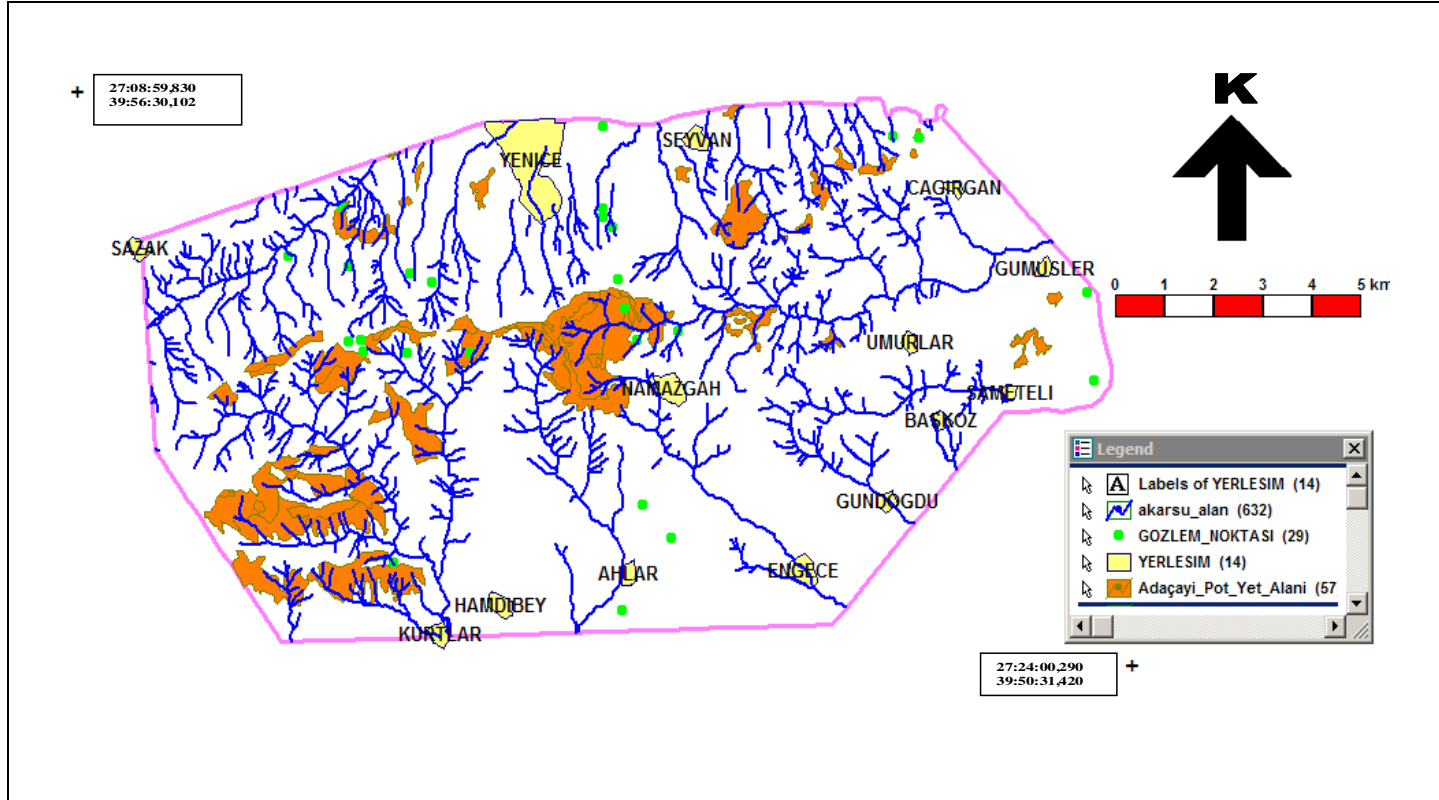 27:08:59,830
39:56:30,102
K
SEYVAN
YENICE
CAGIRGAN
SAZAK
GUMUSLER
0 1 2 3 4 5 km
UMURLAR
NAMAZGAH
SAMETELI
BASKOZ
Legend
A Labels of YERLESIM (14)
akarsu_alan (632)
GOZLEM_NOKTASI (29)
YERLESIM (14)
Adaçayi_Pot_Yet_Alani (57
GUNDOGDU
AHLAR
ENGECE
HAMDIBEY
KURTLAR
27:24:00,290
39:50:31,420